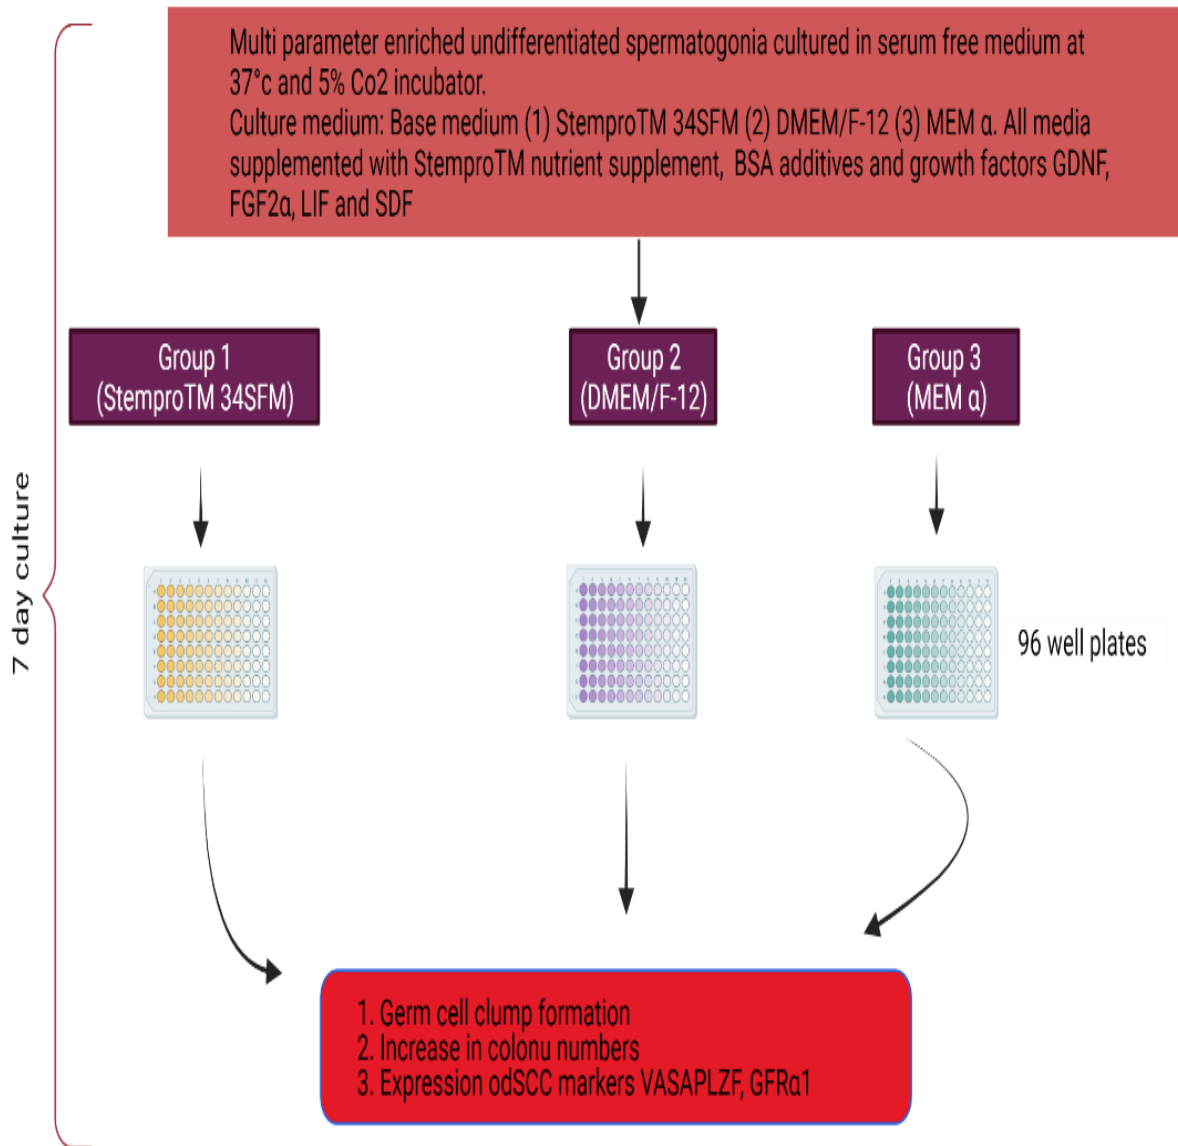 Multi parameter enriched undifferentiated spermatogonia cultured in serum free medium at
37°c and 5% Co2 incubator.
Culture medium: Base medium (1) StemproTM 34SFM (2) DMEM/F-12 (3) MEM α. All media
supplemented with StemproTM nutrient supplement, BSA additives and growth factors GDNF,
FGF2α, LIF and SDF
Group 1
(StemproTM 34SFM)
Group 2
(DMEM/F-12)
Group 3
(MEM α)
7 day culture
96 well plates
1. Germ cell clump formation
2. Increase in colonu numbers
3. Expression odSCC markers VASAPLZF, GFRα1